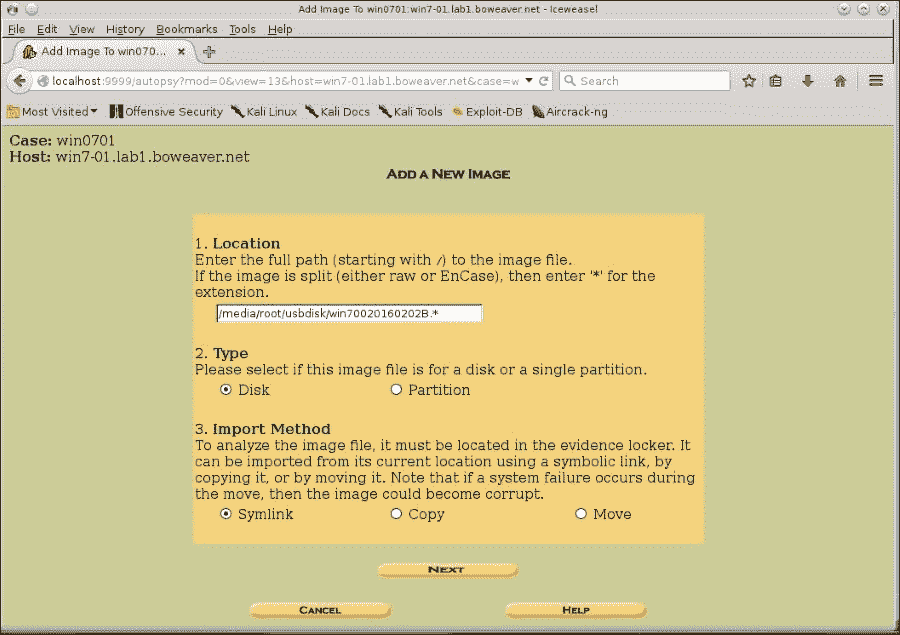 Add Image To win0701:win7-01.lab1.boweaver.net - Iceweasel
File Edit View History Bookmarks Tools Help
Add Image To win070...
localhost:9999/autopsy?mod=0&view=13&host=win7-01.lab1.boweaver.net&case=w
Search
Most Visited Offensive Security Kali Linux Kali Docs Kali Tools Exploit-DB Aircrack-ng
Case: win0701
Host: win7-01.lab1.boweaver.net
ADD A NEW IMAGE
1. Location
Enter the full path (starting with /) to the image file.
If the image is split (either raw or EnCase), then enter '*' for the
extension.
/media/root/usbdisk/win70020160202B.*
2. Type
Please select if this image file is for a disk or a single partition.
Disk Partition
3. Import Method
To analyze the image file, it must be located in the evidence locker. It
can be imported from its current location using a symbolic link, by
copying it, or by moving it. Note that if a system failure occurs during
the move, then the image could become corrupt.
Symlink Copy Move
NEXT
CANCEL HELP